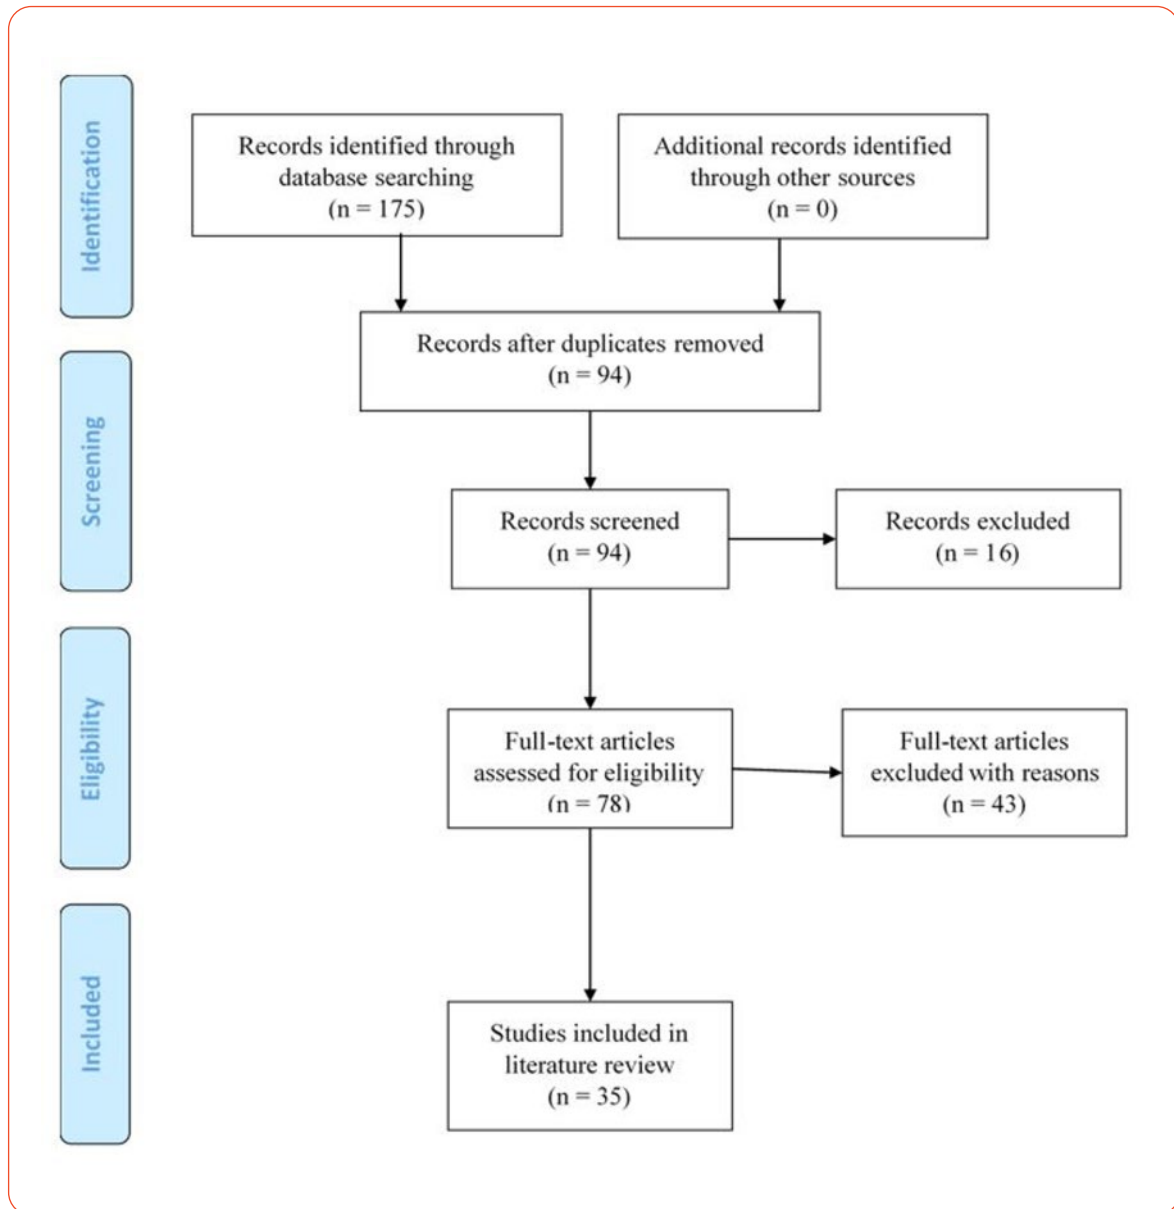 Identification
Records identified through
database searching
(n = 175)
Additional records identified
through other sources
(n = 0)
Records after duplicates removed
(n = 94)
Screening
Records screened
(n = 94)
Records excluded
(n = 16)
Eligibility
Full-text articles
assessed for eligibility
(n = 78)
Full-text articles
excluded with reasons
(n = 43)
Included
Studies included in
literature review
(n = 35)